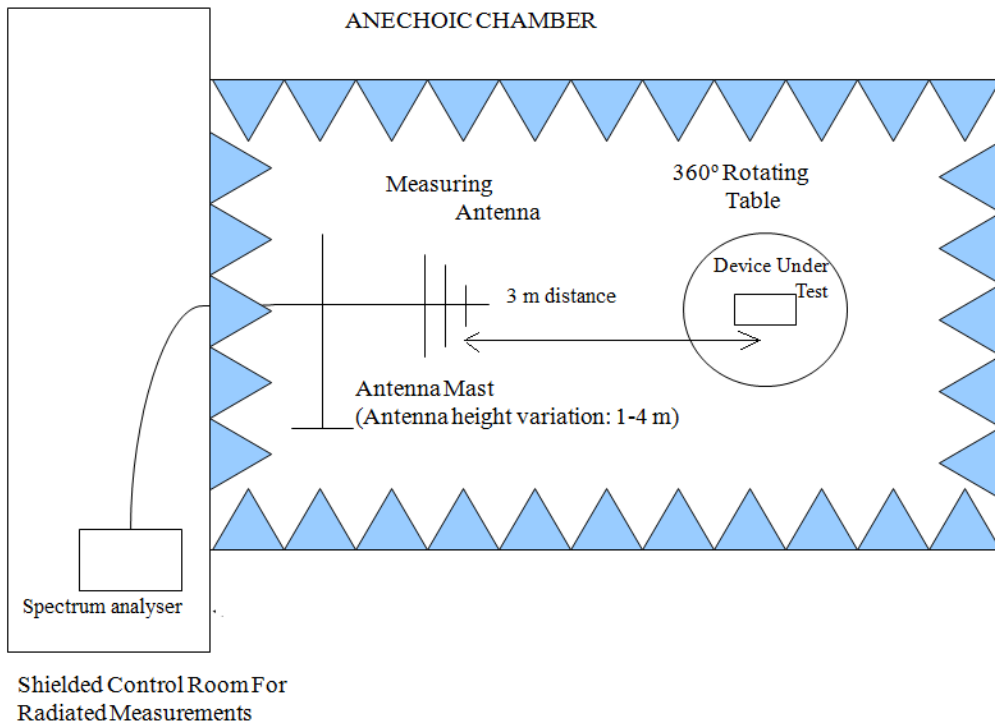 ANECHOIC CHAMBER
Measuring
Antenna
360º Rotating
Table
Device Under
Test
3 m distance
Antenna Mast
(Antenna height variation: 1-4 m)
Spectrum analyser
Shielded Control Room For
Radiated Measurements